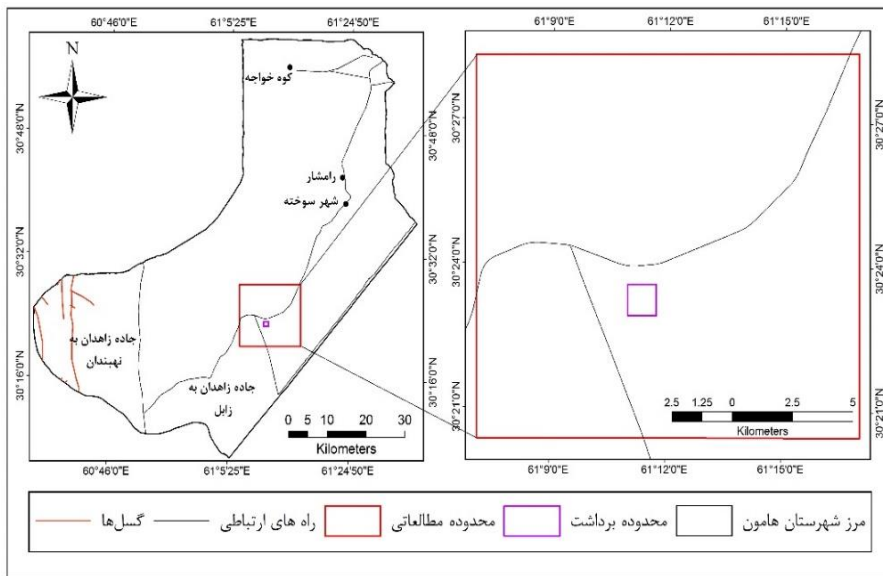 60°46'0"E 61°5'25"E 61°24'50"E
61°9'0"E 61°12'0"E 61°15'0"E
N
کوه خواجه
رامشار
شهر سوخته
جاده زاهدان به
نهبندان
جاده زاهدان به
زابل
30°48'0"N
30°32'0"N
30°16'0"N
30°48'0"N
30°32'0"N
30°16'0"N
0 5 10 20 30
Kilometers
60°46'0"E 61°5'25"E 61°24'50"E
30°27'0"N
30°24'0"N
30°21'0"N
30°27'0"N
30°24'0"N
30°21'0"N
2.5 1.25 0 2.5 5
Kilometers
61°9'0"E 61°12'0"E 61°15'0"E
مرز شهرستان هامون محدوده برداشت محدوده مطالعاتی راه های ارتباطی گسل‌ها